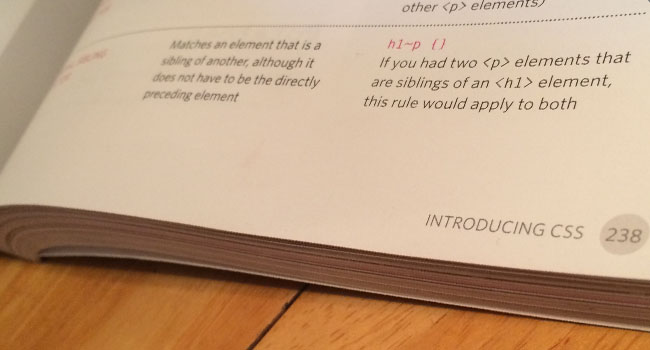 other <p> elements)
Matches an element that is a
sibling of another, although it
does not have to be the directly
preceding element
h1~p {}
If you had two <p> elements that
are siblings of an <h1> element,
this rule would apply to both
INTRODUCING CSS 238